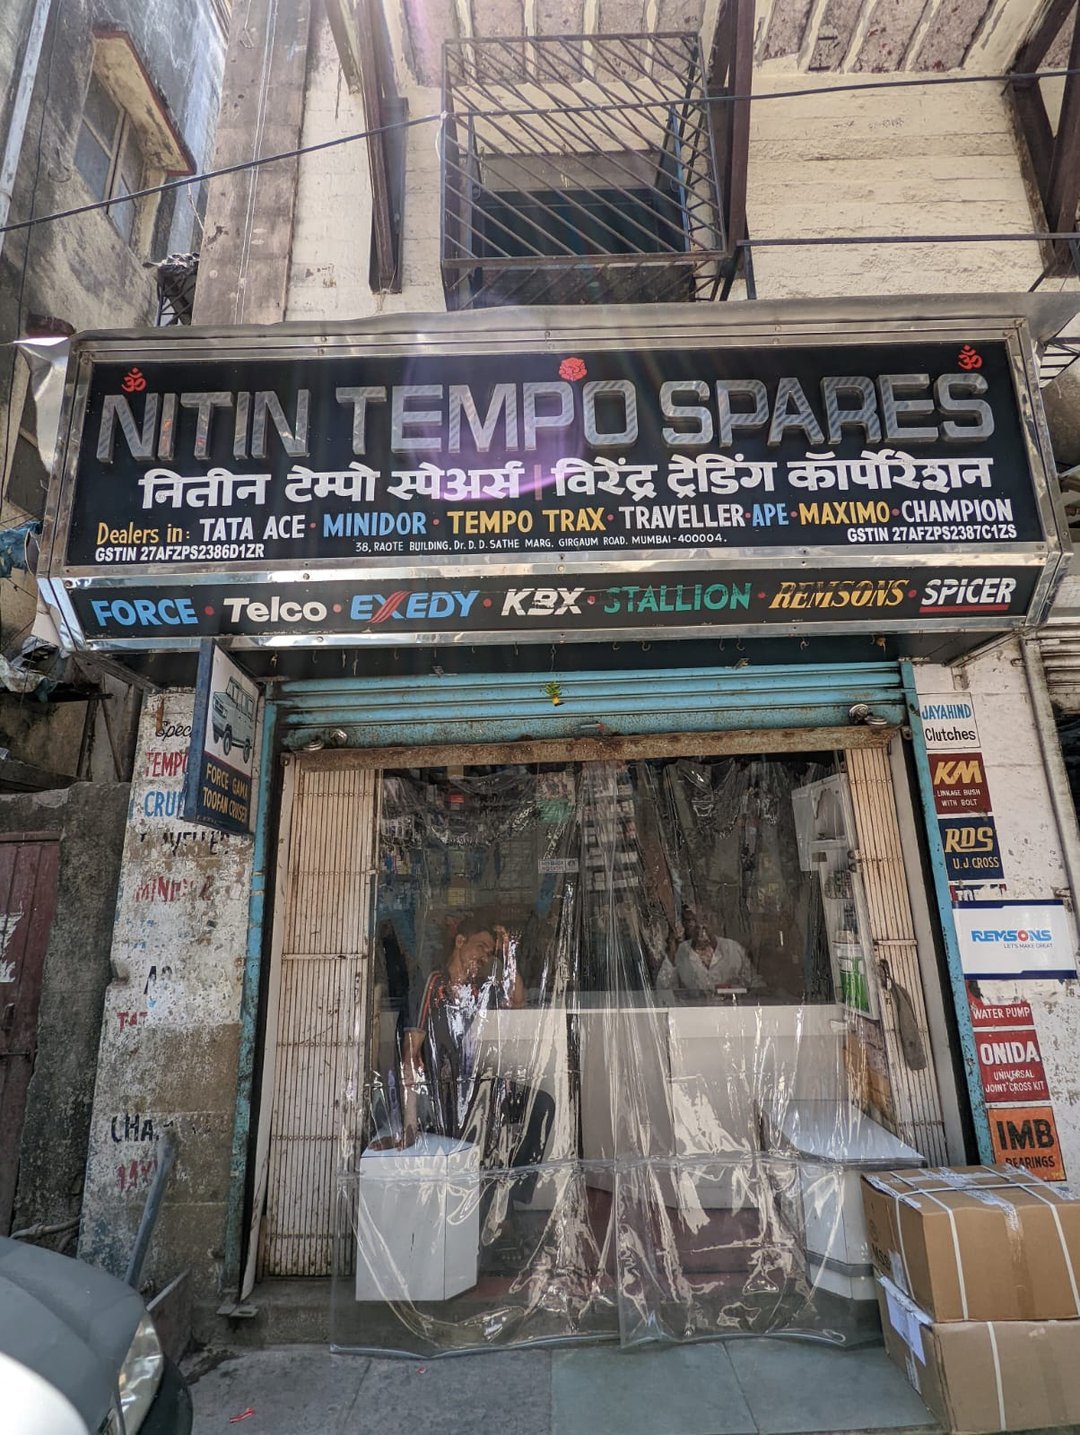 ॐ ॐ
NITIN TEMPO SPARES
नितीन टेम्पो स्पेअर्स | विरेंद्र ट्रेडिंग कॉर्पोरेशन
Dealers in: TATA ACE · MINIDOR · TEMPO TRAX · TRAVELLER · APE · MAXIMO · CHAMPION
GSTIN 27AFZPS2386D1ZR 38, RAOTE BUILDING, Dr. D. D. SATHE MARG, GIRGAUM ROAD, MUMBAI-400004. GSTIN 27AFZPS2387C1ZS
FORCE · Telco · EXEDY · KBX · STALLION · REMSONS · SPICER
FORCE GAMA
TOOFAN CRUISER
TEMPO
JAYAHIND
Clutches
KM
LINKAGE BUSH
WITH BOLT
RDS
U.J.CROSS
REMSONS
LET'S MAKE GREAT
WATER PUMP
ONIDA
UNIVERSAL
JOINT CROSS KIT
IMB
BEARINGS